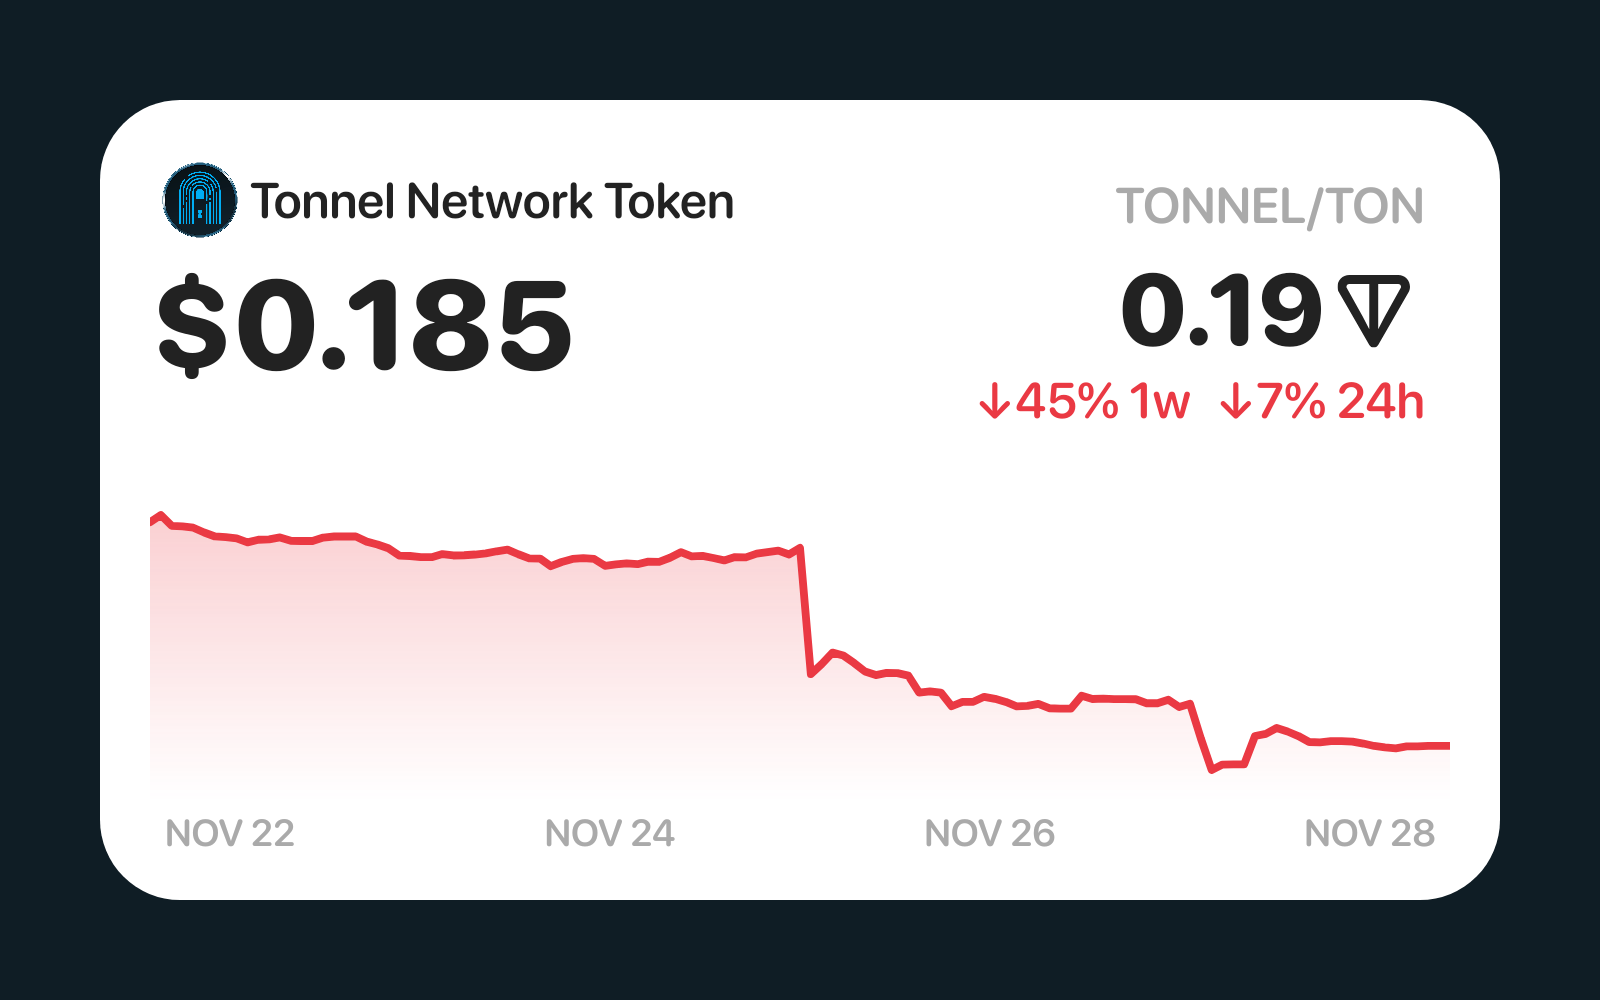 Tonnel Network Token
TONNEL/TON
$0.185
0.19
↓45% 1w ↓7% 24h
NOV 22 NOV 24 NOV 26 NOV 28